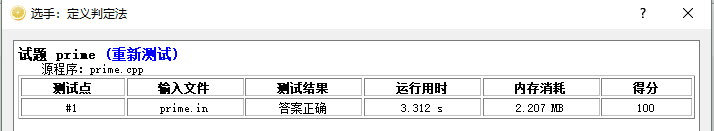 选手：定义判定法
试题 prime (重新测试)
源程序：prime.cpp
测试点 输入文件 测试结果 运行用时 内存消耗 得分
#1 prime.in 答案正确 3.312 s 2.207 MB 100